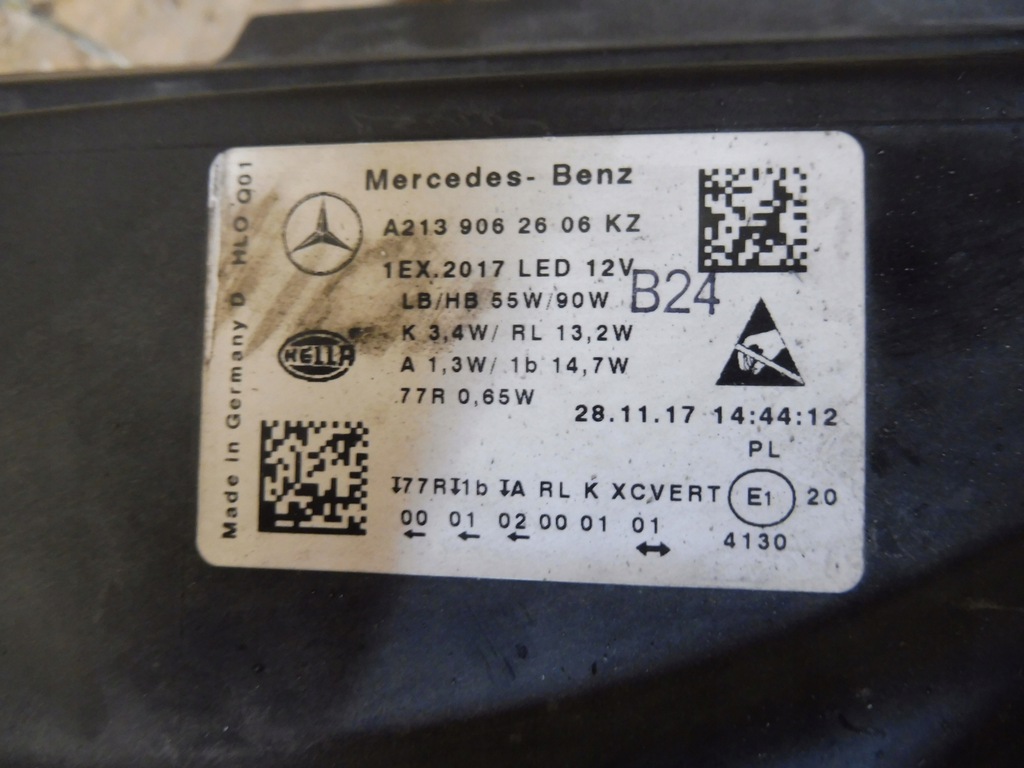 Mercedes- Benz
A213 906 26 06 KZ
1EX.2017 LED 12V
LB/HB 55W/90W
B24
K 3,4W/ RL 13,2W
HELLA
A 1,3W/ 1b 14,7W
77R 0,65W
28.11.17 14:44:12
PL
↧77R↧1b ↧A RL K XCVERT E1 20
00 01 02 00 01 01
← ← ← ↔
4130
Made in Germany D HLO Q01